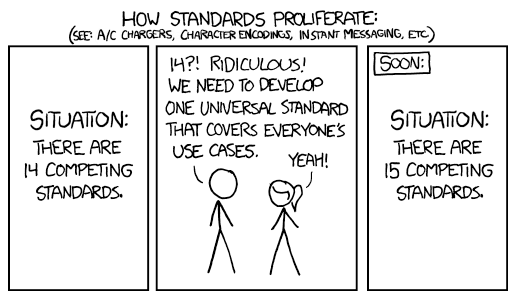 HOW STANDARDS PROLIFERATE:
(SEE: A/C CHARGERS, CHARACTER ENCODINGS, INSTANT MESSAGING, ETC.)
SITUATION:
THERE ARE
14 COMPETING
STANDARDS.
14?! RIDICULOUS!
WE NEED TO DEVELOP
ONE UNIVERSAL STANDARD
THAT COVERS EVERYONE'S
USE CASES.
YEAH!
SOON:
SITUATION:
THERE ARE
15 COMPETING
STANDARDS.